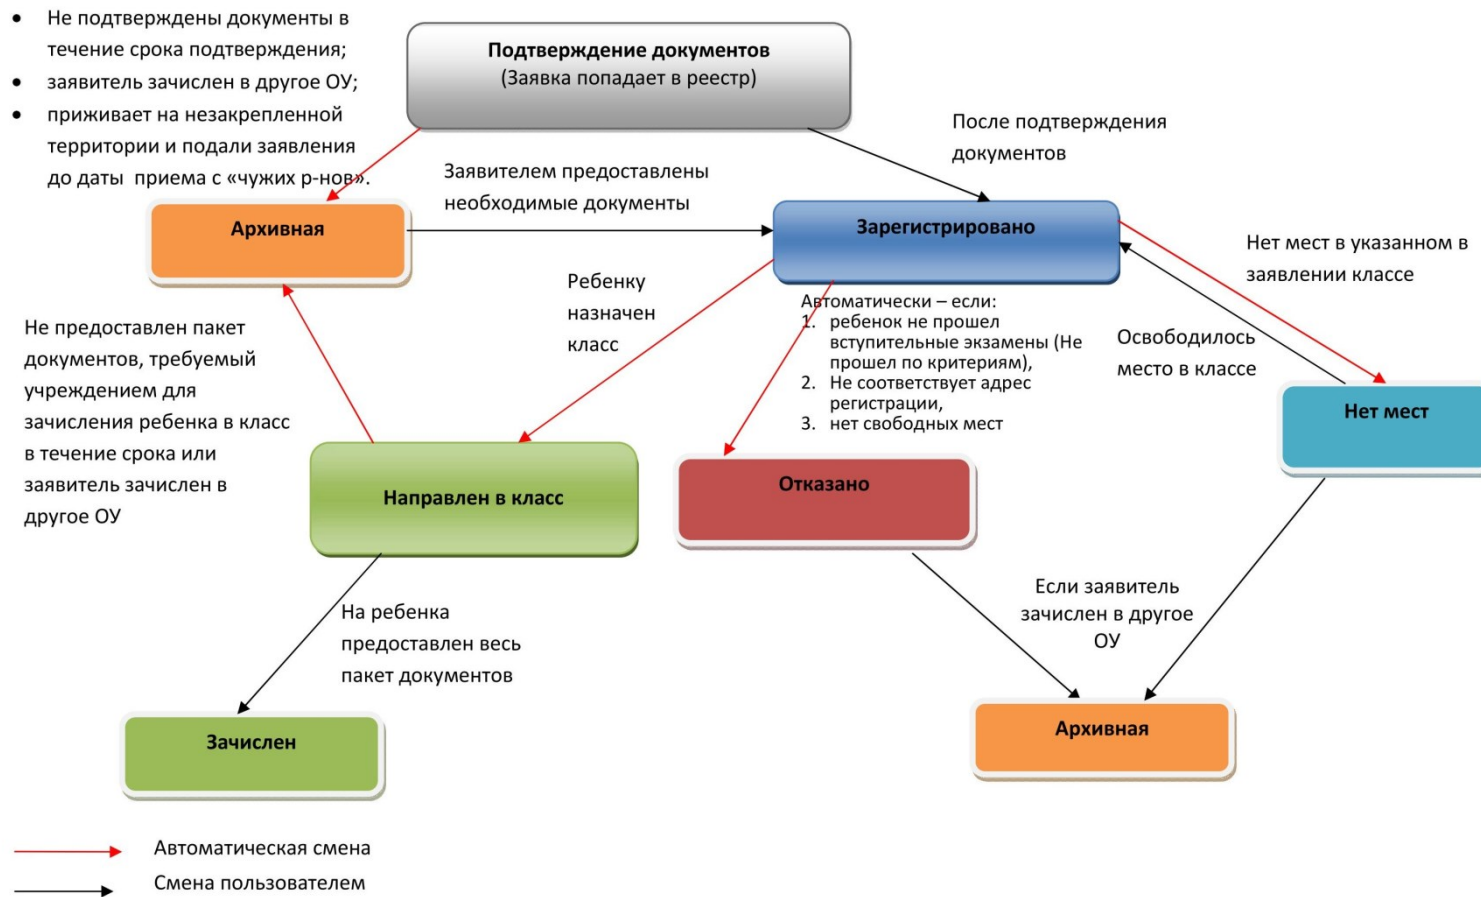 • Не подтверждены документы в
течение срока подтверждения;
• заявитель зачислен в другое ОУ;
• приживает на незакрепленной
территории и подали заявления
до даты приема с «чужих р-нов».
Подтверждение документов
(Заявка попадает в реестр)
После подтверждения
документов
Заявителем предоставлены
необходимые документы
Архивная
Зарегистрировано
Нет мест в указанном в
заявлении классе
Ребенку
назначен
класс
Автоматически – если:
1. ребенок не прошел
вступительные экзамены (Не
прошел по критериям),
2. Не соответствует адрес
регистрации,
3. нет свободных мест
Освободилось
место в классе
Не предоставлен пакет
документов, требуемый
учреждением для
зачисления ребенка в класс
в течение срока или
заявитель зачислен в
другое ОУ
Нет мест
Направлен в класс
Отказано
На ребенка
предоставлен весь
пакет документов
Если заявитель
зачислен в другое
ОУ
Зачислен
Архивная
Автоматическая смена
Смена пользователем